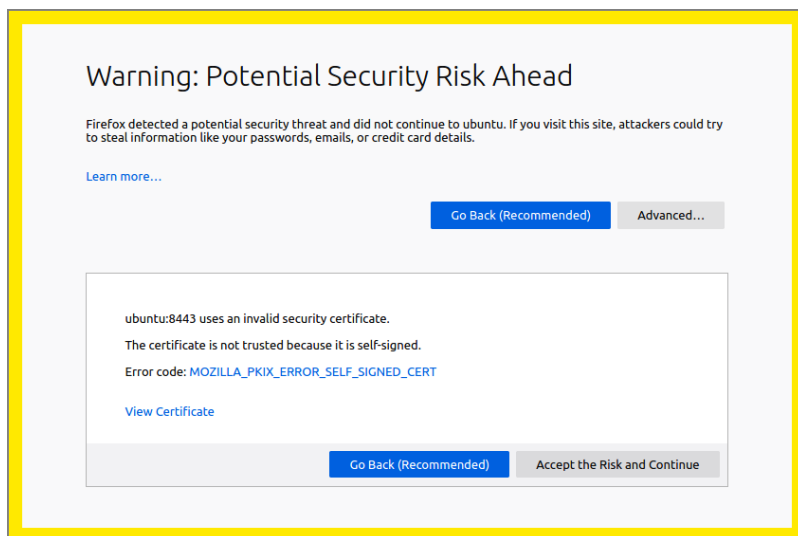 Warning: Potential Security Risk Ahead
Firefox detected a potential security threat and did not continue to ubuntu. If you visit this site, attackers could try
to steal information like your passwords, emails, or credit card details.
Learn more…
Go Back (Recommended) Advanced…
ubuntu:8443 uses an invalid security certificate.
The certificate is not trusted because it is self-signed.
Error code: MOZILLA_PKIX_ERROR_SELF_SIGNED_CERT
View Certificate
Go Back (Recommended) Accept the Risk and Continue